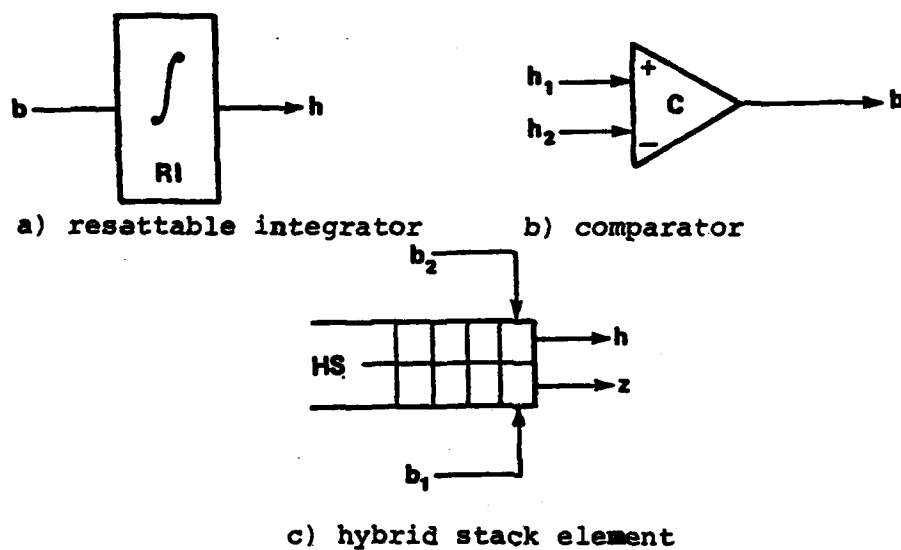 b
∫
RI
h
a) resattable integrator
h₁
h₂
+
C
−
b
b) comparator
b₂
HS
h
z
b₁
c) hybrid stack element